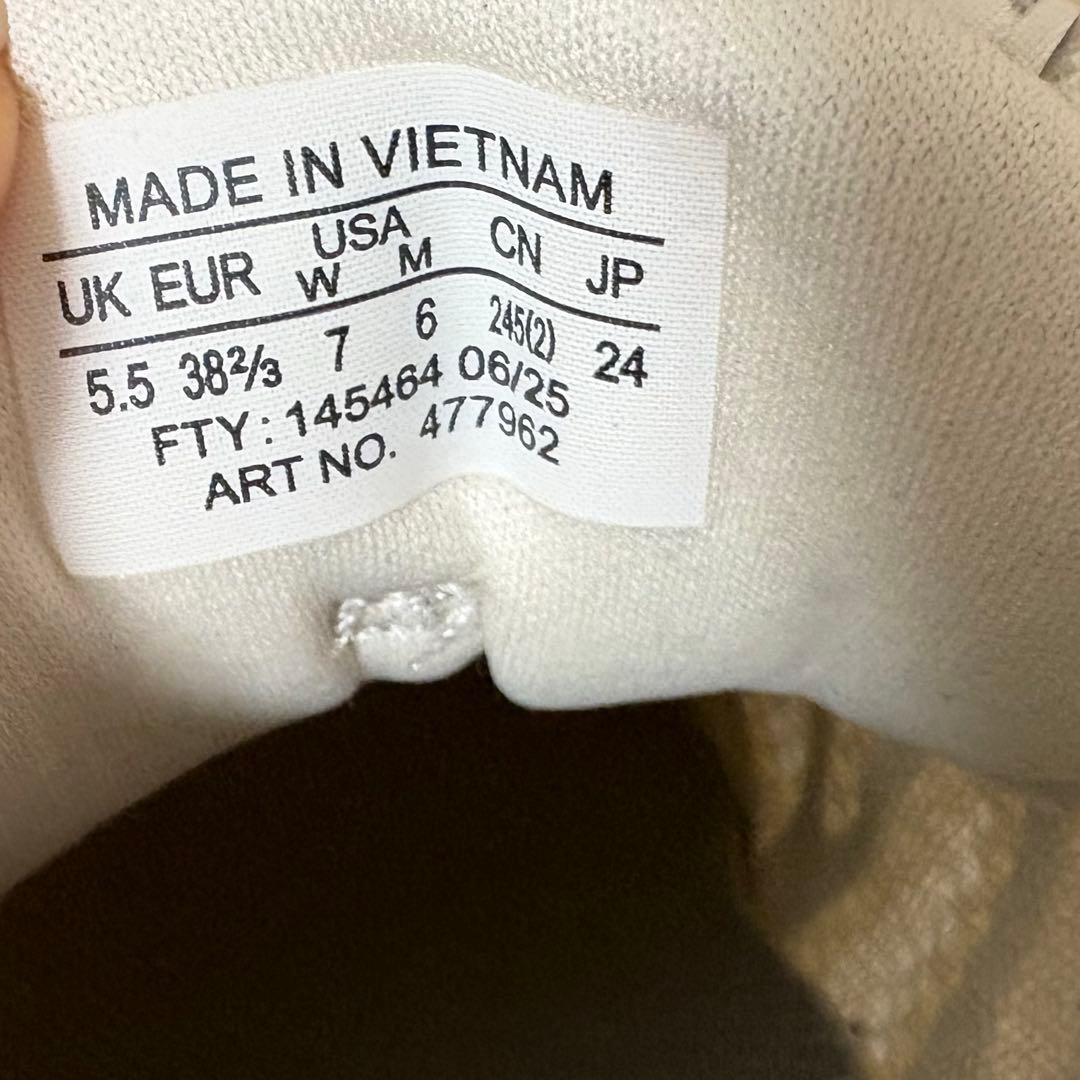 MADE IN VIETNAM
UK EUR USA W M CN JP
5.5 38⅔ 7 6 245(2) 24
FTY: 145464 06/25
ART NO. 477962